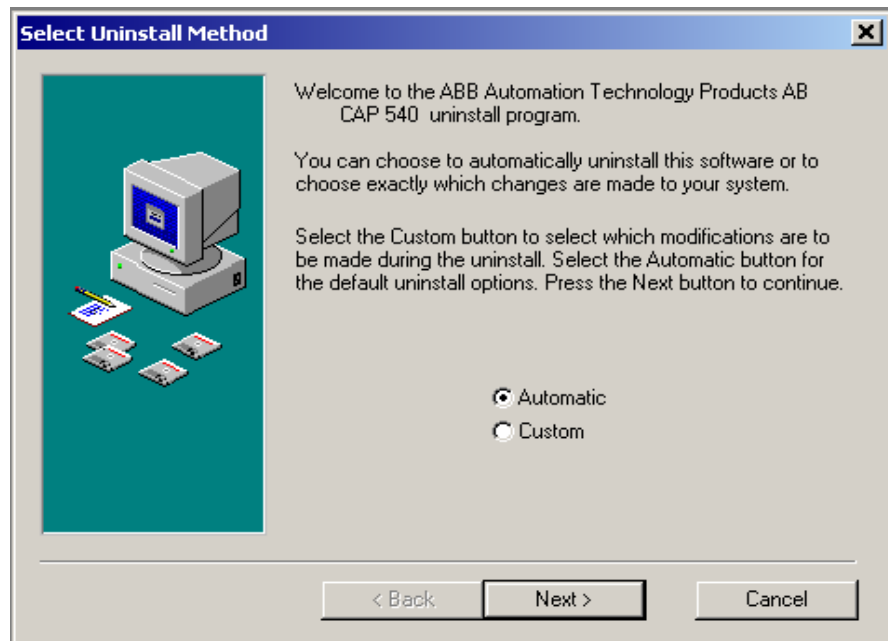 Select Uninstall Method
Welcome to the ABB Automation Technology Products AB
CAP 540 uninstall program.
You can choose to automatically uninstall this software or to
choose exactly which changes are made to your system.
Select the Custom button to select which modifications are to
be made during the uninstall. Select the Automatic button for
the default uninstall options. Press the Next button to continue.
Automatic
Custom
< Back
Next >
Cancel